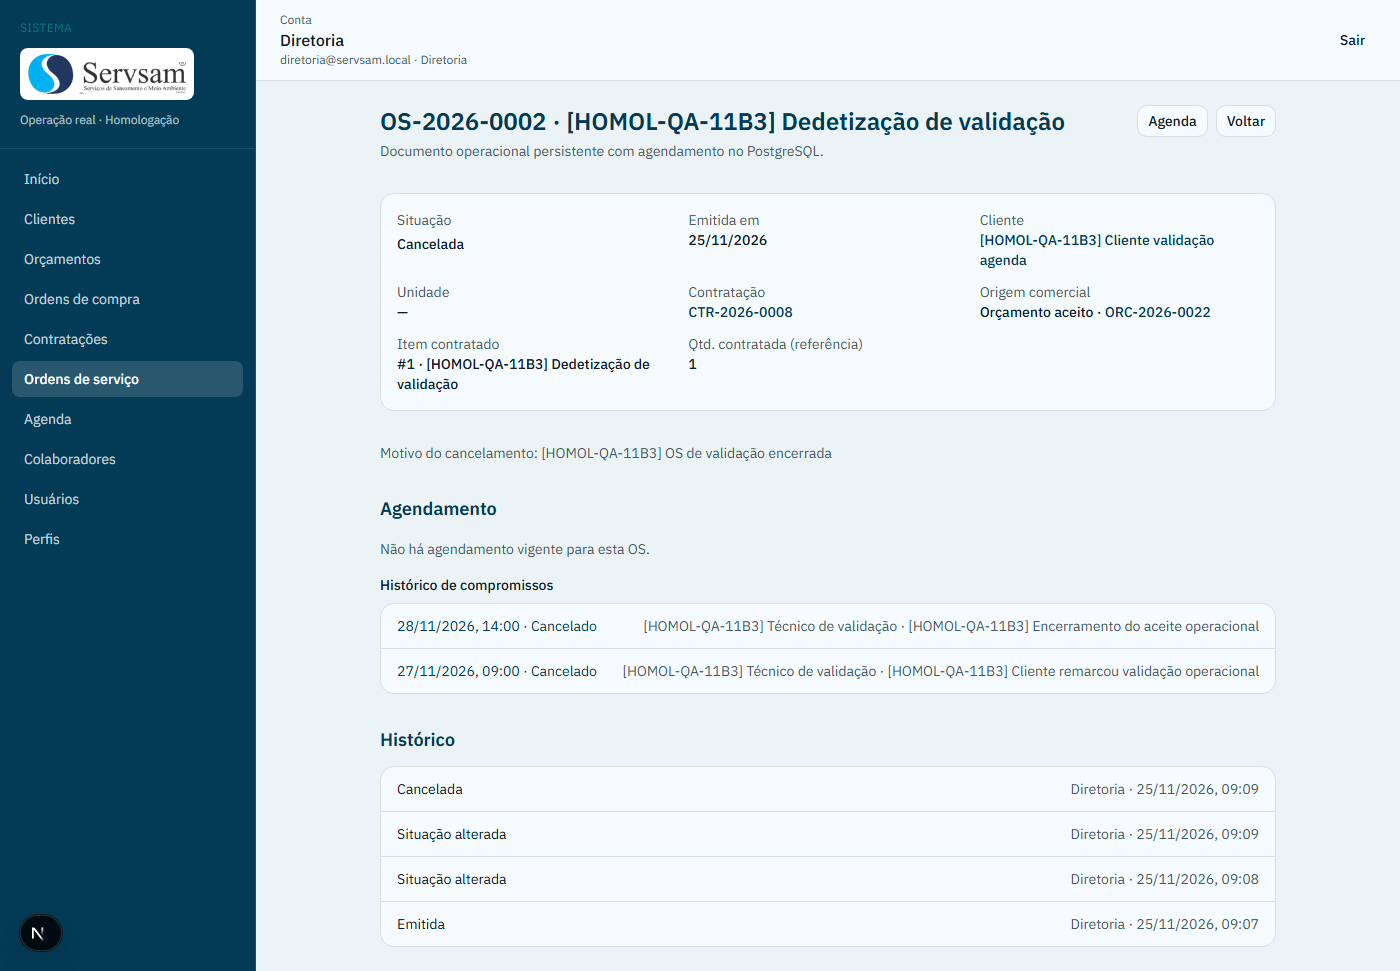 SISTEMA
Servsam
Serviços de Saneamento e Meio Ambiente
Operação real · Homologação
Início
Clientes
Orçamentos
Ordens de compra
Contratações
Ordens de serviço
Agenda
Colaboradores
Usuários
Perfis
N
Conta
Diretoria
diretoria@servsam.local · Diretoria
Sair
OS-2026-0002 · [HOMOL-QA-11B3] Dedetização de validação
Agenda
Voltar
Documento operacional persistente com agendamento no PostgreSQL.
Situação
Cancelada
Emitida em
25/11/2026
Cliente
[HOMOL-QA-11B3] Cliente validação
agenda
Unidade
—
Contratação
CTR-2026-0008
Origem comercial
Orçamento aceito · ORC-2026-0022
Item contratado
#1 · [HOMOL-QA-11B3] Dedetização de
validação
Qtd. contratada (referência)
1
Motivo do cancelamento: [HOMOL-QA-11B3] OS de validação encerrada
Agendamento
Não há agendamento vigente para esta OS.
Histórico de compromissos
28/11/2026, 14:00 · Cancelado [HOMOL-QA-11B3] Técnico de validação · [HOMOL-QA-11B3] Encerramento do aceite operacional
27/11/2026, 09:00 · Cancelado [HOMOL-QA-11B3] Técnico de validação · [HOMOL-QA-11B3] Cliente remarcou validação operacional
Histórico
Cancelada Diretoria · 25/11/2026, 09:09
Situação alterada Diretoria · 25/11/2026, 09:09
Situação alterada Diretoria · 25/11/2026, 09:08
Emitida Diretoria · 25/11/2026, 09:07